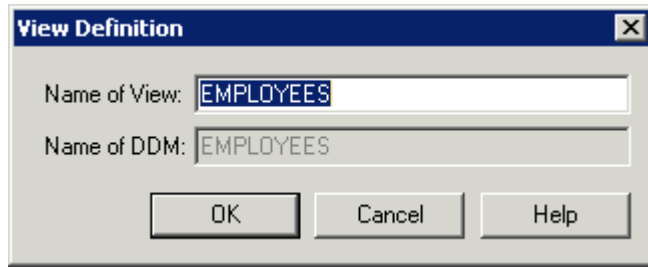 View Definition
Name of View: EMPLOYEES
Name of DDM: EMPLOYEES
OK Cancel Help